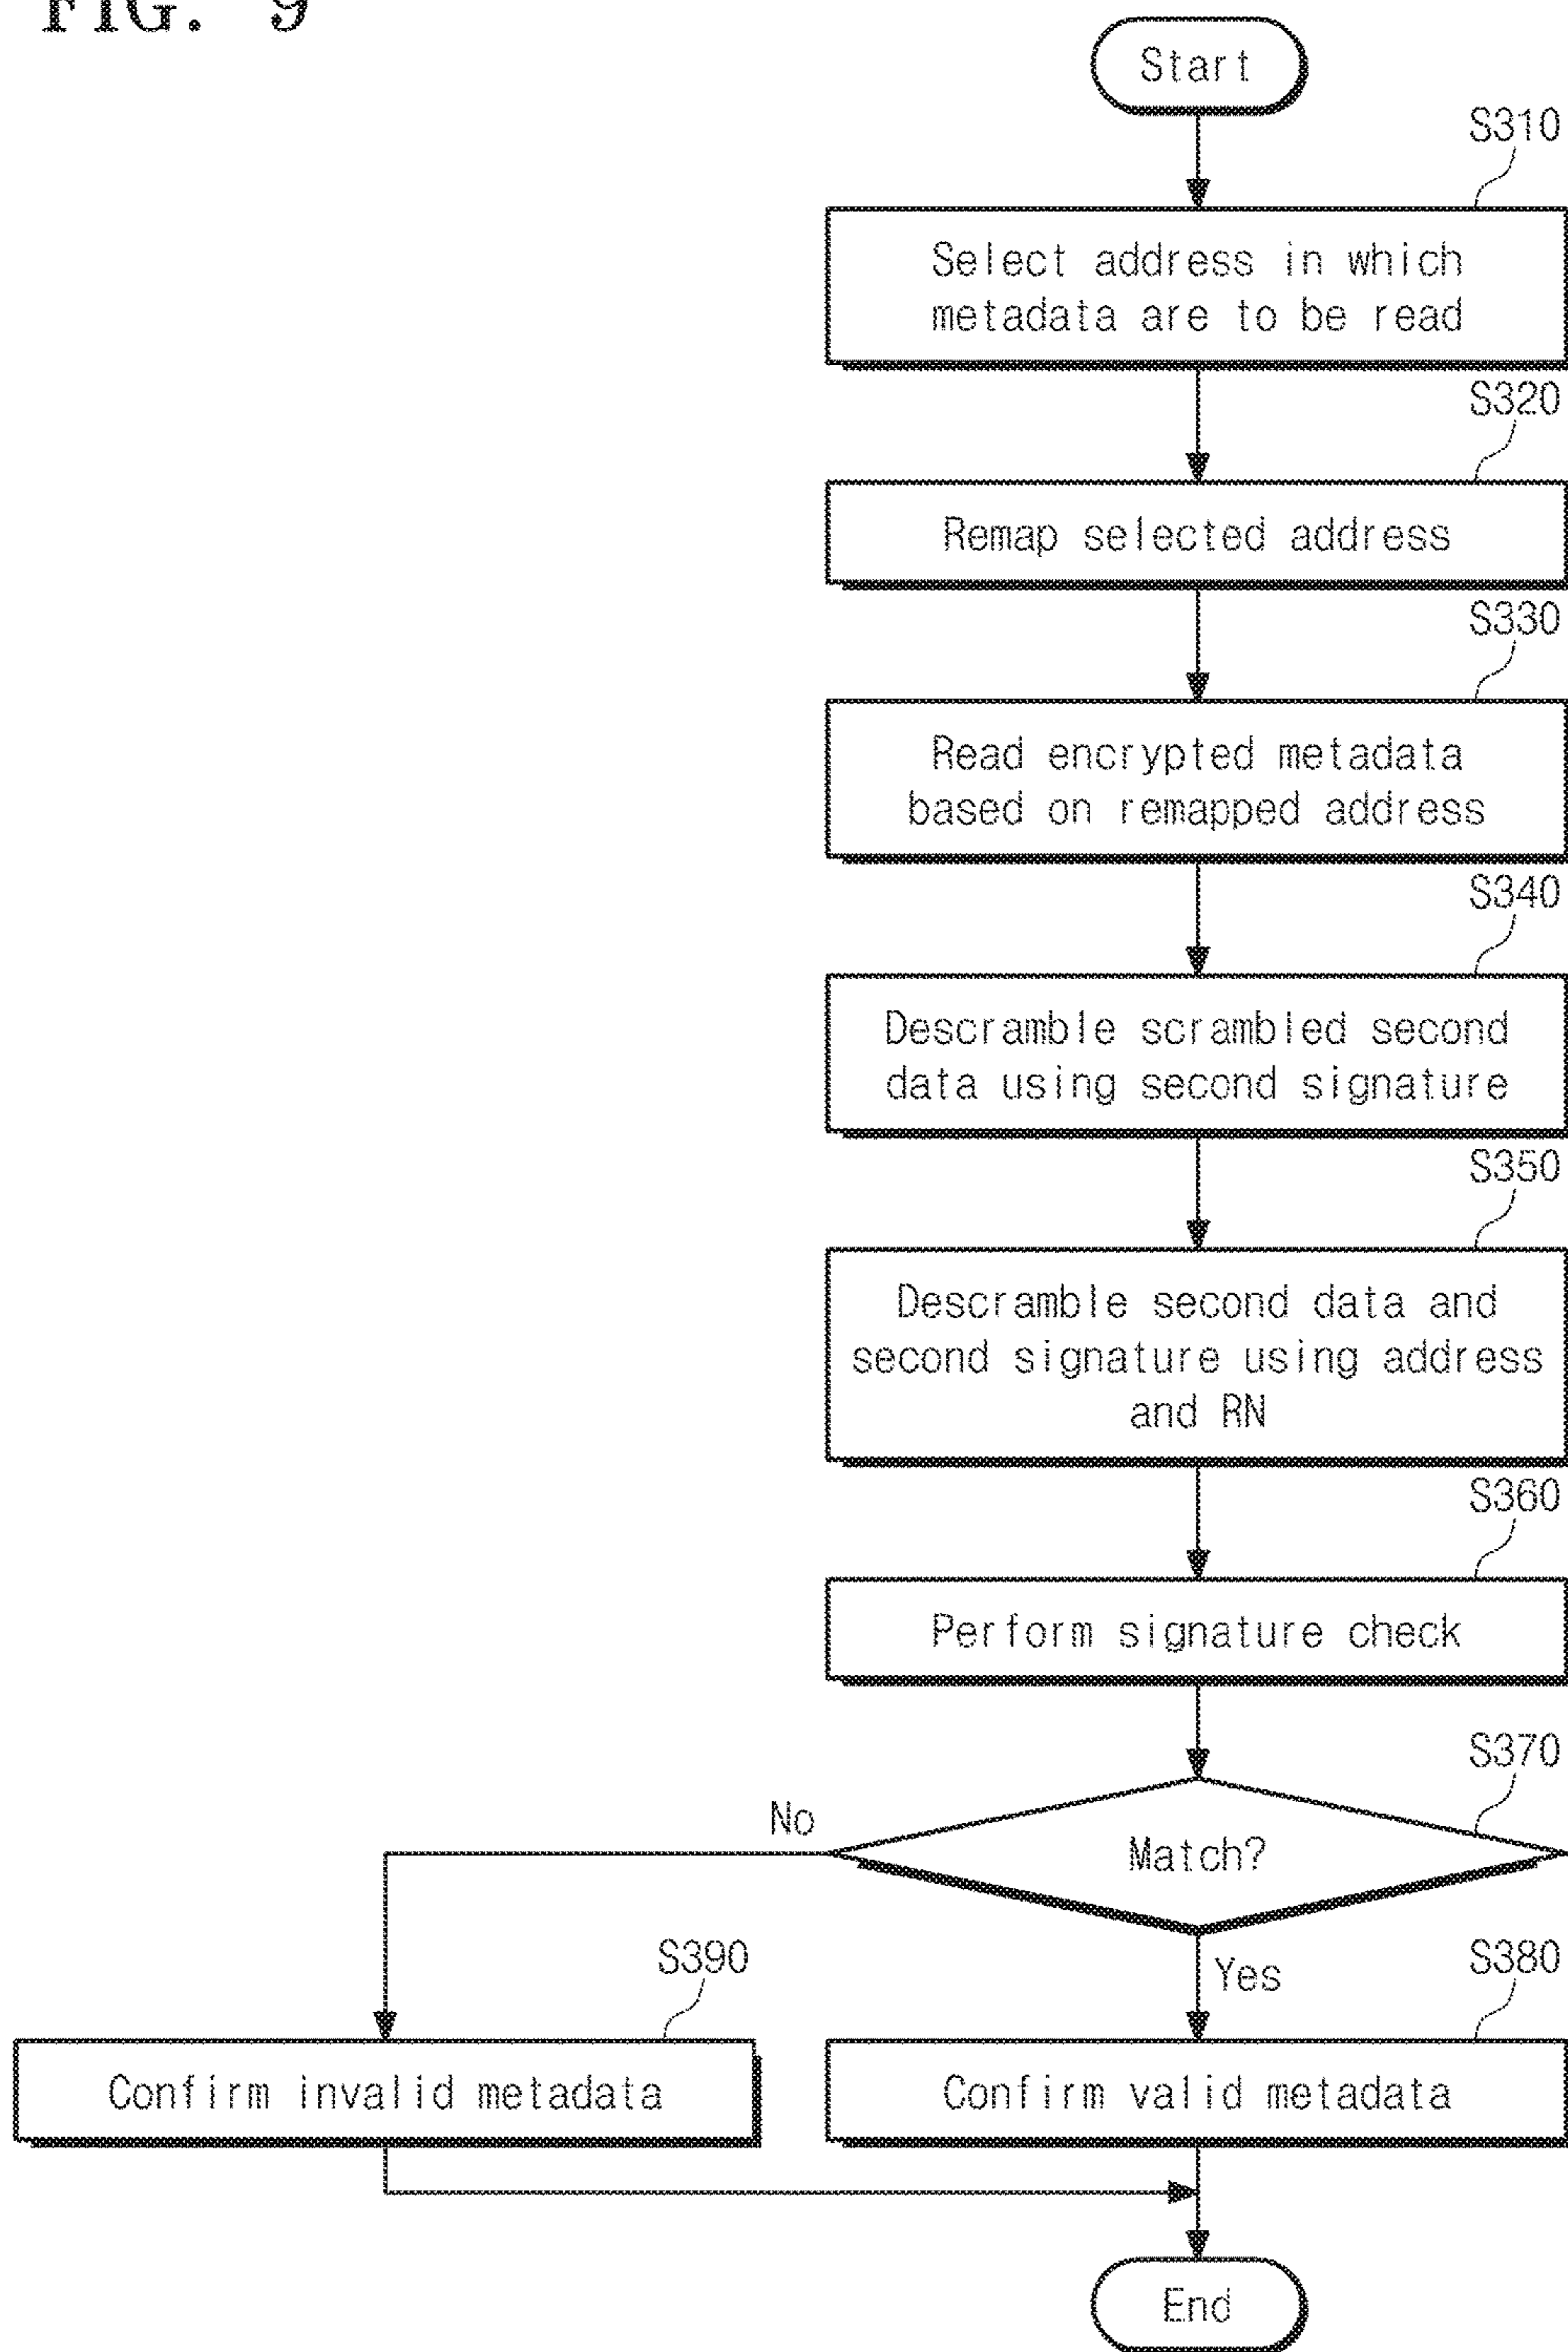 FIG. 9
Start
S310
Select address in which
metadata are to be read
S320
Remap selected address
S330
Read encrypted metadata
based on remapped address
S340
Descramble scrambled second
data using second signature
S350
Descramble second data and
second signature using address
and RN
S360
Perform signature check
S370
Match?
No
Yes
S390
Confirm invalid metadata
S380
Confirm valid metadata
End